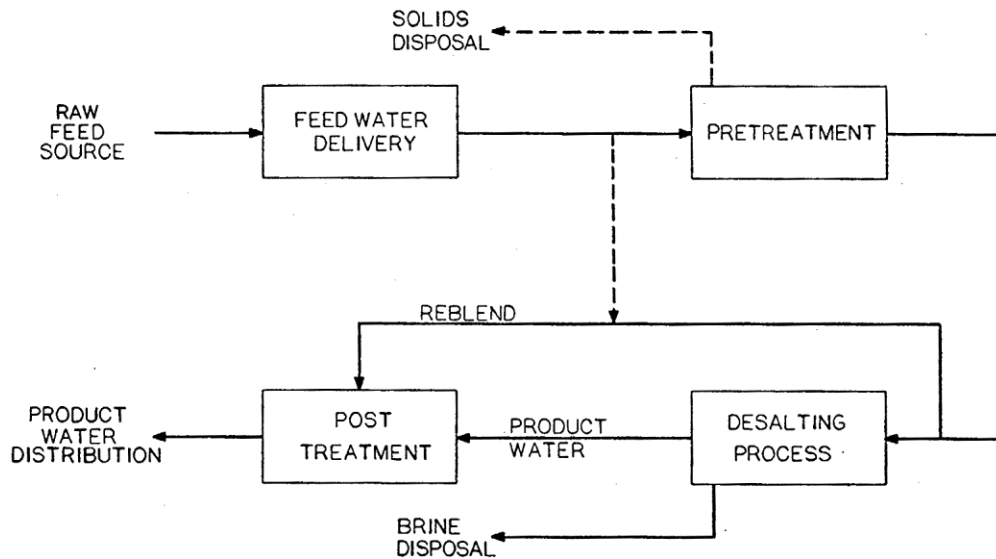 SOLIDS
DISPOSAL
RAW
FEED
SOURCE
FEED WATER
DELIVERY
PRETREATMENT
REBLEND
PRODUCT
WATER
DISTRIBUTION
POST
TREATMENT
PRODUCT
WATER
DESALTING
PROCESS
BRINE
DISPOSAL